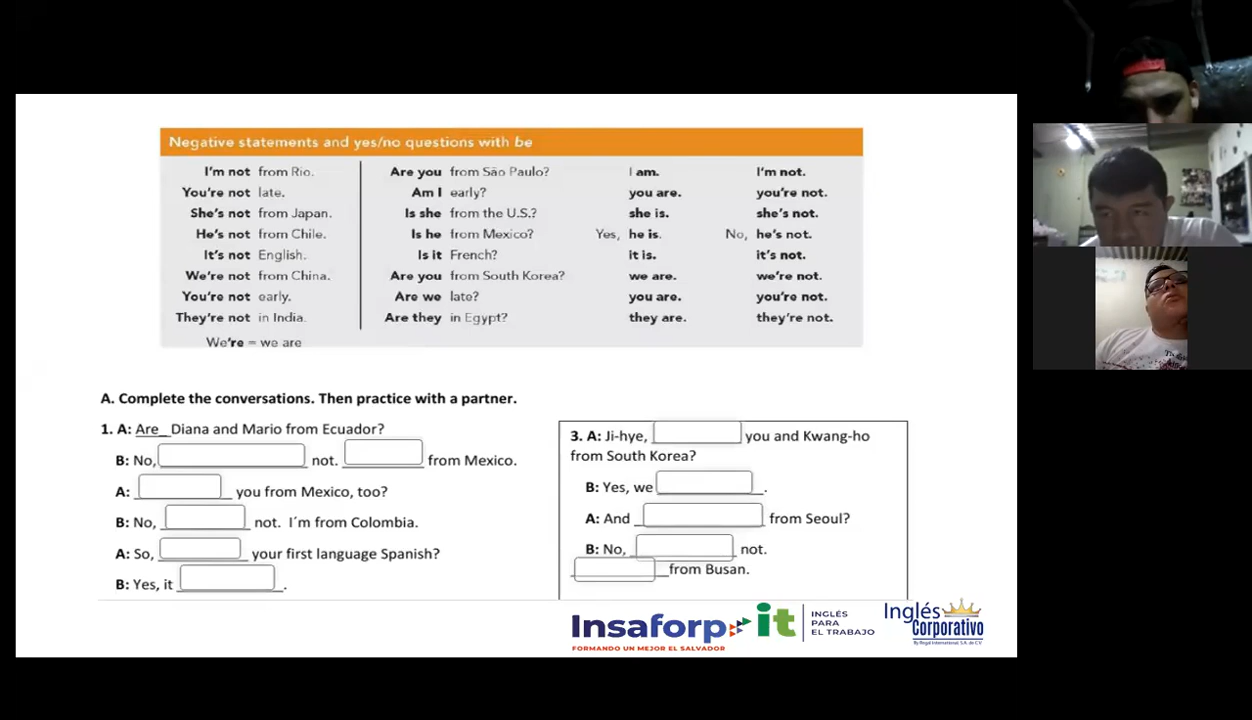 Negative statements and yes/no questions with be
I'm not from Rio.
You're not late.
She's not from Japan.
He's not from Chile.
It's not English.
We're not from China.
You're not early.
They're not in India.
We're = we are
Are you from São Paulo?
Am I early?
Is she from the U.S.?
Is he from Mexico?
Is it French?
Are you from South Korea?
Are we late?
Are they in Egypt?
Yes,
I am.
you are.
she is.
he is.
it is.
we are.
you are.
they are.
No,
I'm not.
you're not.
she's not.
he's not.
it's not.
we're not.
you're not.
they're not.
A. Complete the conversations. Then practice with a partner.
1. A: Are_ Diana and Mario from Ecuador?
B: No, not. from Mexico.
A: you from Mexico, too?
B: No, not. I´m from Colombia.
A: So, your first language Spanish?
B: Yes, it .
3. A: Ji-hye, you and Kwang-ho
from South Korea?
B: Yes, we .
A: And from Seoul?
B: No, not.
from Busan.
Insaforp
FORMANDO UN MEJOR EL SALVADOR
it
INGLÉS
PARA
EL TRABAJO
Inglés
Corporativo
By Regal International, S.A. de C.V.